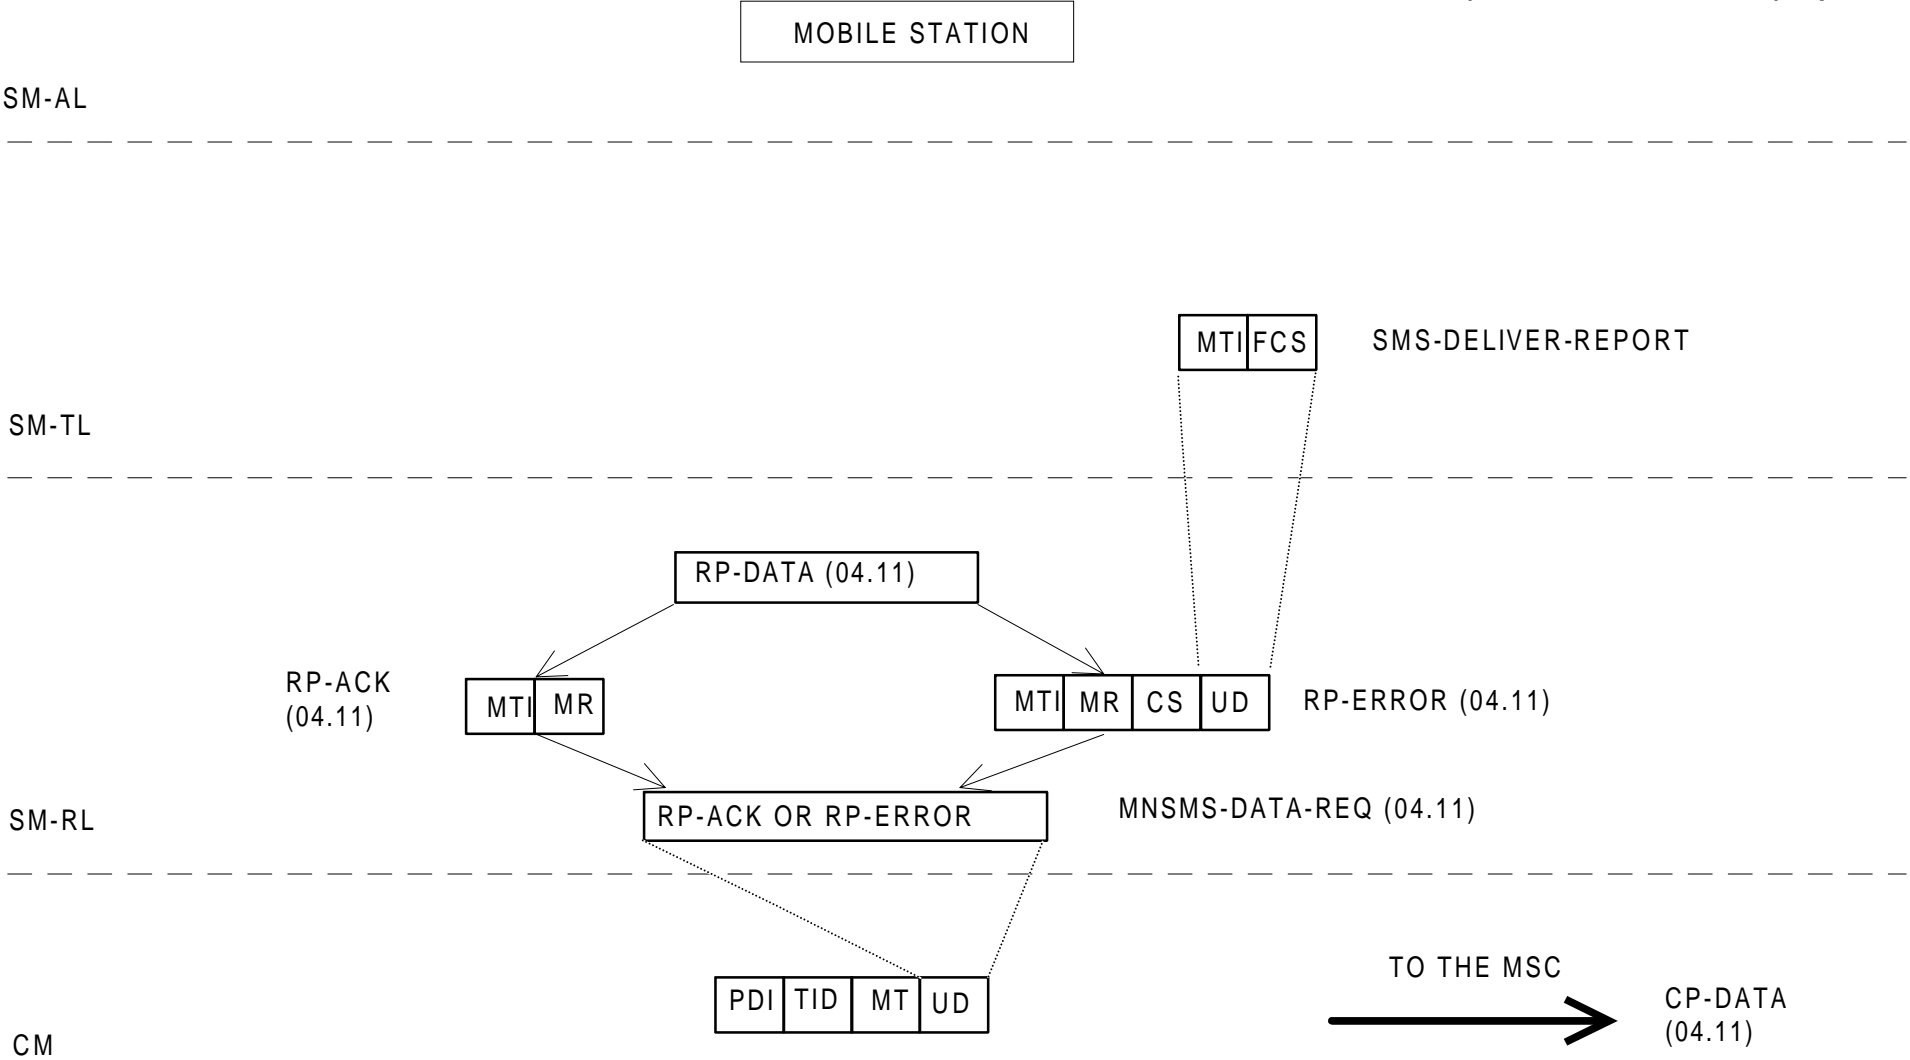 MOBILE STATION
SM-AL
MTI FCS SMS-DELIVER-REPORT
SM-TL
RP-DATA (04.11)
RP-ACK
(04.11)
MTI MR
MTI MR CS UD RP-ERROR (04.11)
RP-ACK OR RP-ERROR
MNSMS-DATA-REQ (04.11)
SM-RL
TO THE MSC
PDI TID MT UD
CP-DATA
(04.11)
CM